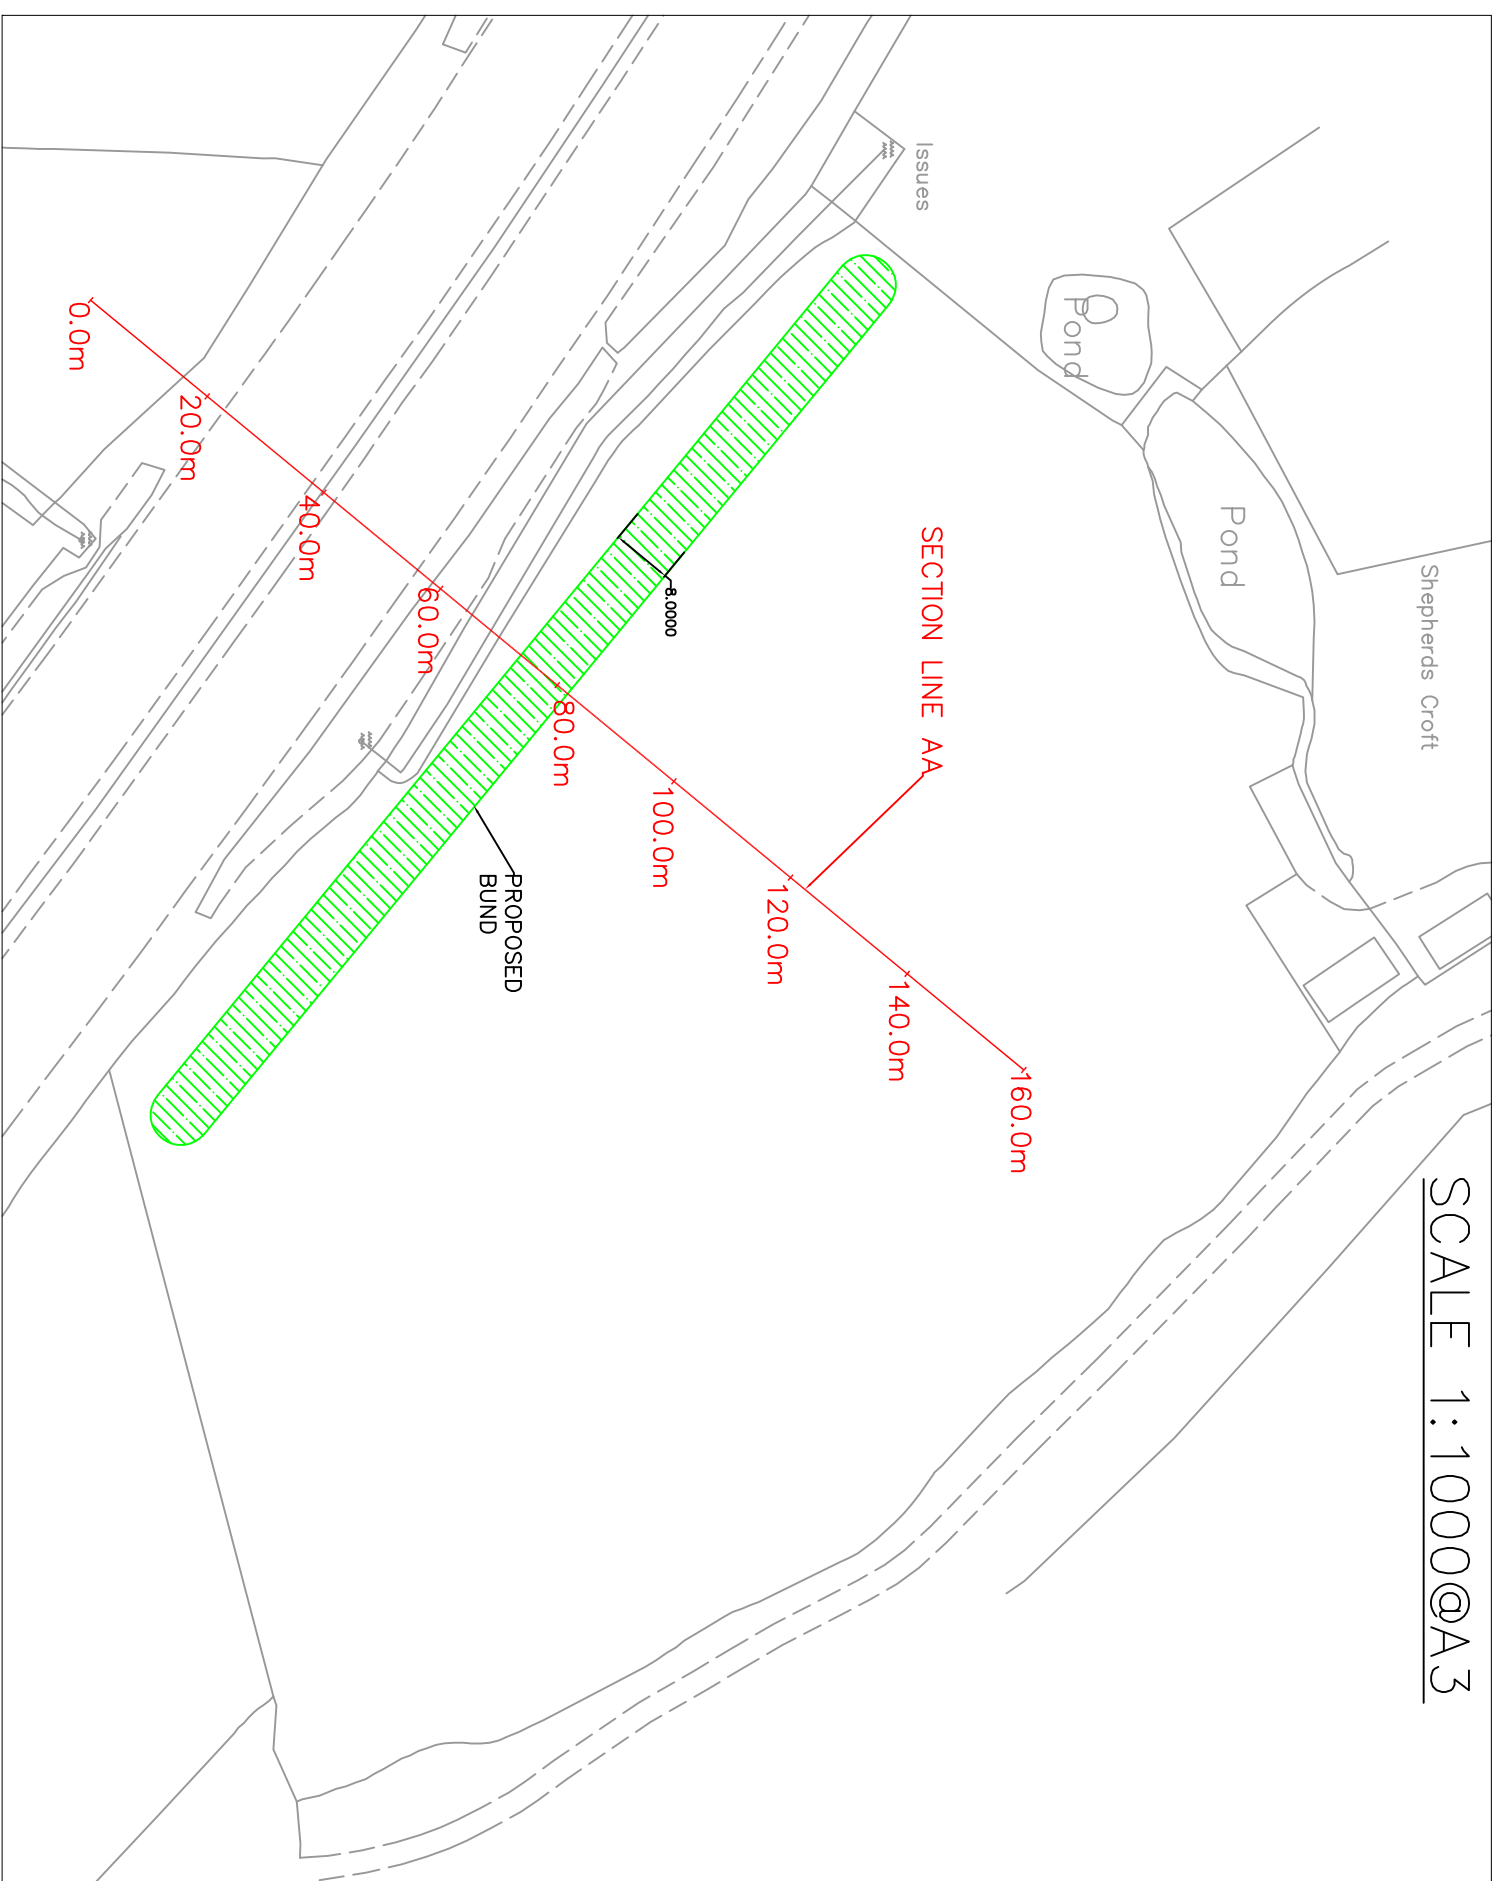 SCALE 1:1000@A3
Shepherds Croft
Pond
Pond
Issues
SECTION LINE AA
8.0000
PROPOSED
BUND
0.0m
20.0m
40.0m
60.0m
80.0m
100.0m
120.0m
140.0m
160.0m